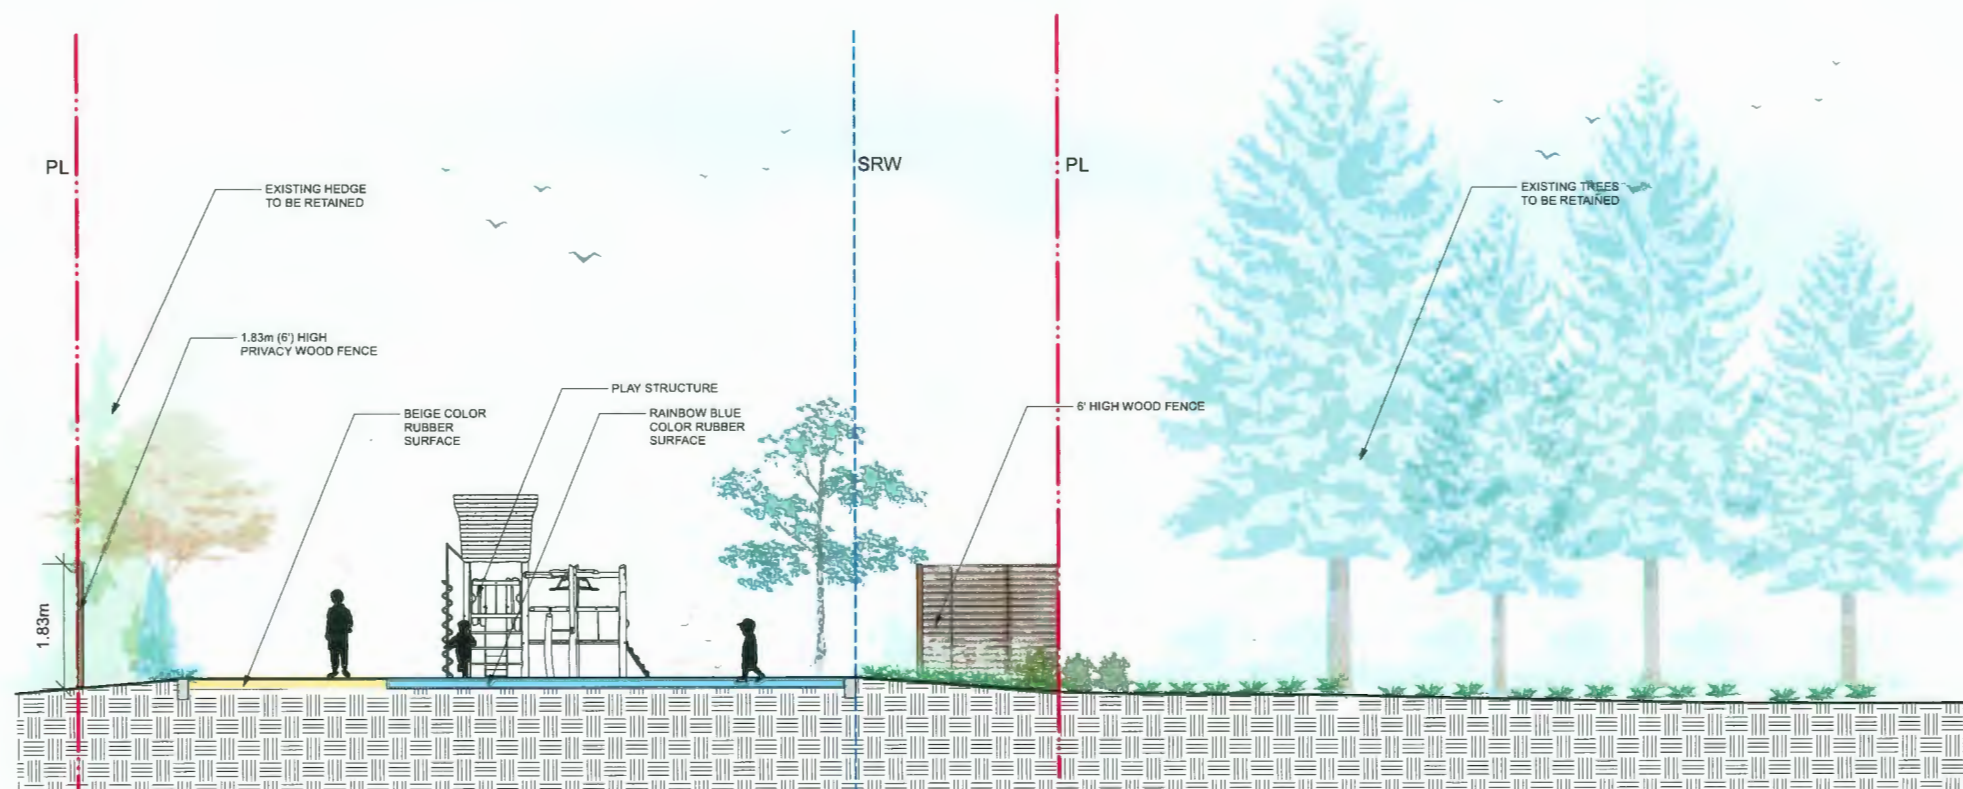 PL
SRW
PL
EXISTING HEDGE
TO BE RETAINED
EXISTING TREES
TO BE RETAINED
1.83m (6') HIGH
PRIVACY WOOD FENCE
PLAY STRUCTURE
BEIGE COLOR
RUBBER
SURFACE
RAINBOW BLUE
COLOR RUBBER
SURFACE
6' HIGH WOOD FENCE
1.83m